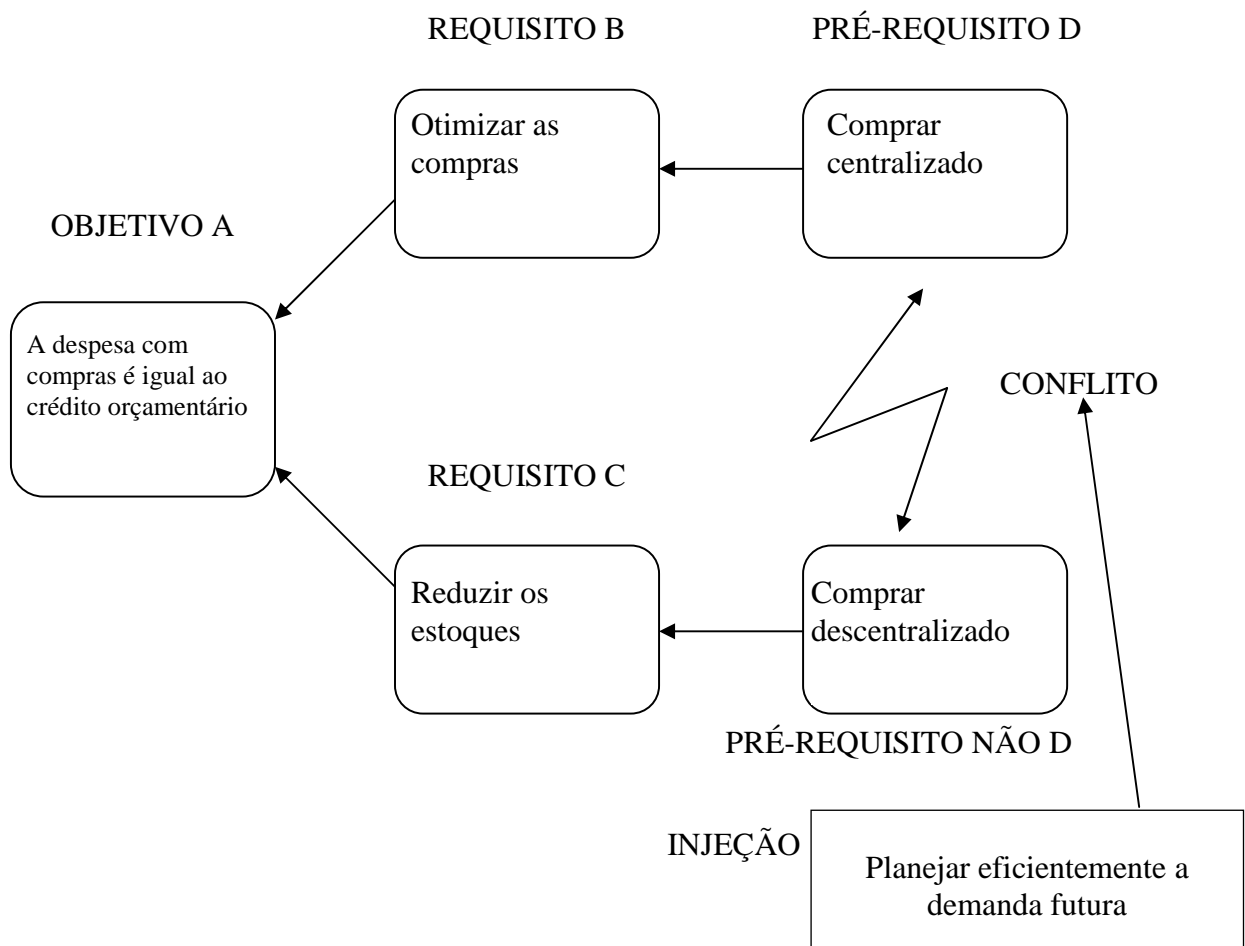 REQUISITO B
PRÉ-REQUISITO D
Otimizar as
compras
Comprar
centralizado
OBJETIVO A
A despesa com
compras é igual ao
crédito orçamentário
CONFLITO
REQUISITO C
Reduzir os
estoques
Comprar
descentralizado
PRÉ-REQUISITO NÃO D
INJEÇÃO
Planejar eficientemente a
demanda futura